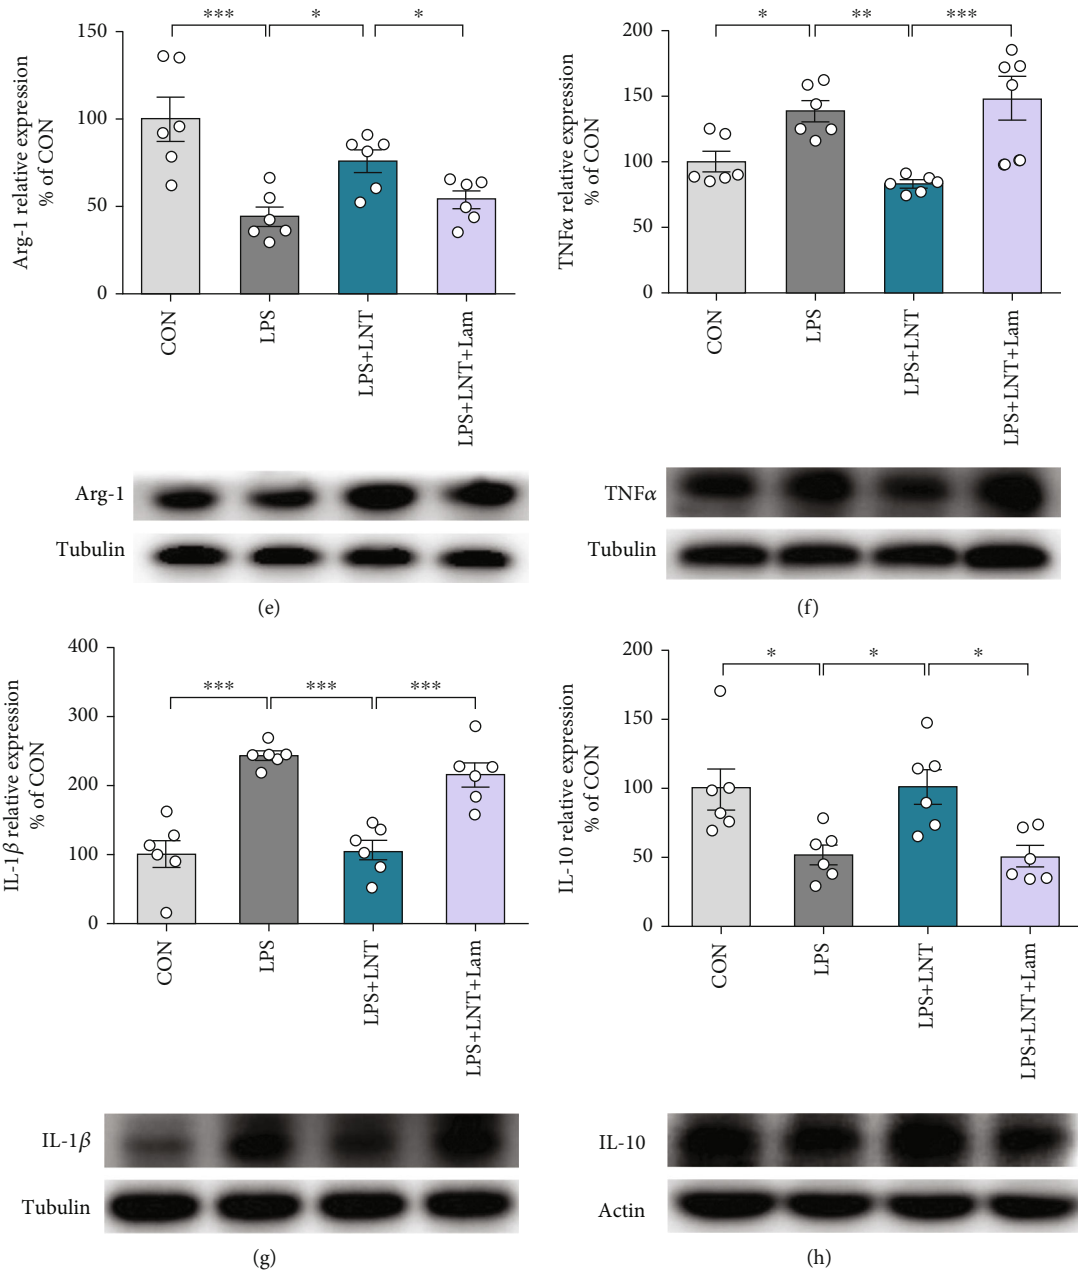 *** * *
150
100
50
0
Arg-1 relative expression
% of CON
CON
LPS
LPS+LNT
LPS+LNT+Lam
Arg-1
Tubulin
(e)
* ** ***
200
150
100
50
0
TNFα relative expression
% of CON
CON
LPS
LPS+LNT
LPS+LNT+Lam
TNFα
Tubulin
(f)
400
300
200
100
0
*** *** ***
IL-1β relative expression
% of CON
CON
LPS
LPS+LNT
LPS+LNT+Lam
IL-1β
Tubulin
(g)
200
150
100
50
0
* * *
IL-10 relative expression
% of CON
CON
LPS
LPS+LNT
LPS+LNT+Lam
IL-10
Actin
(h)